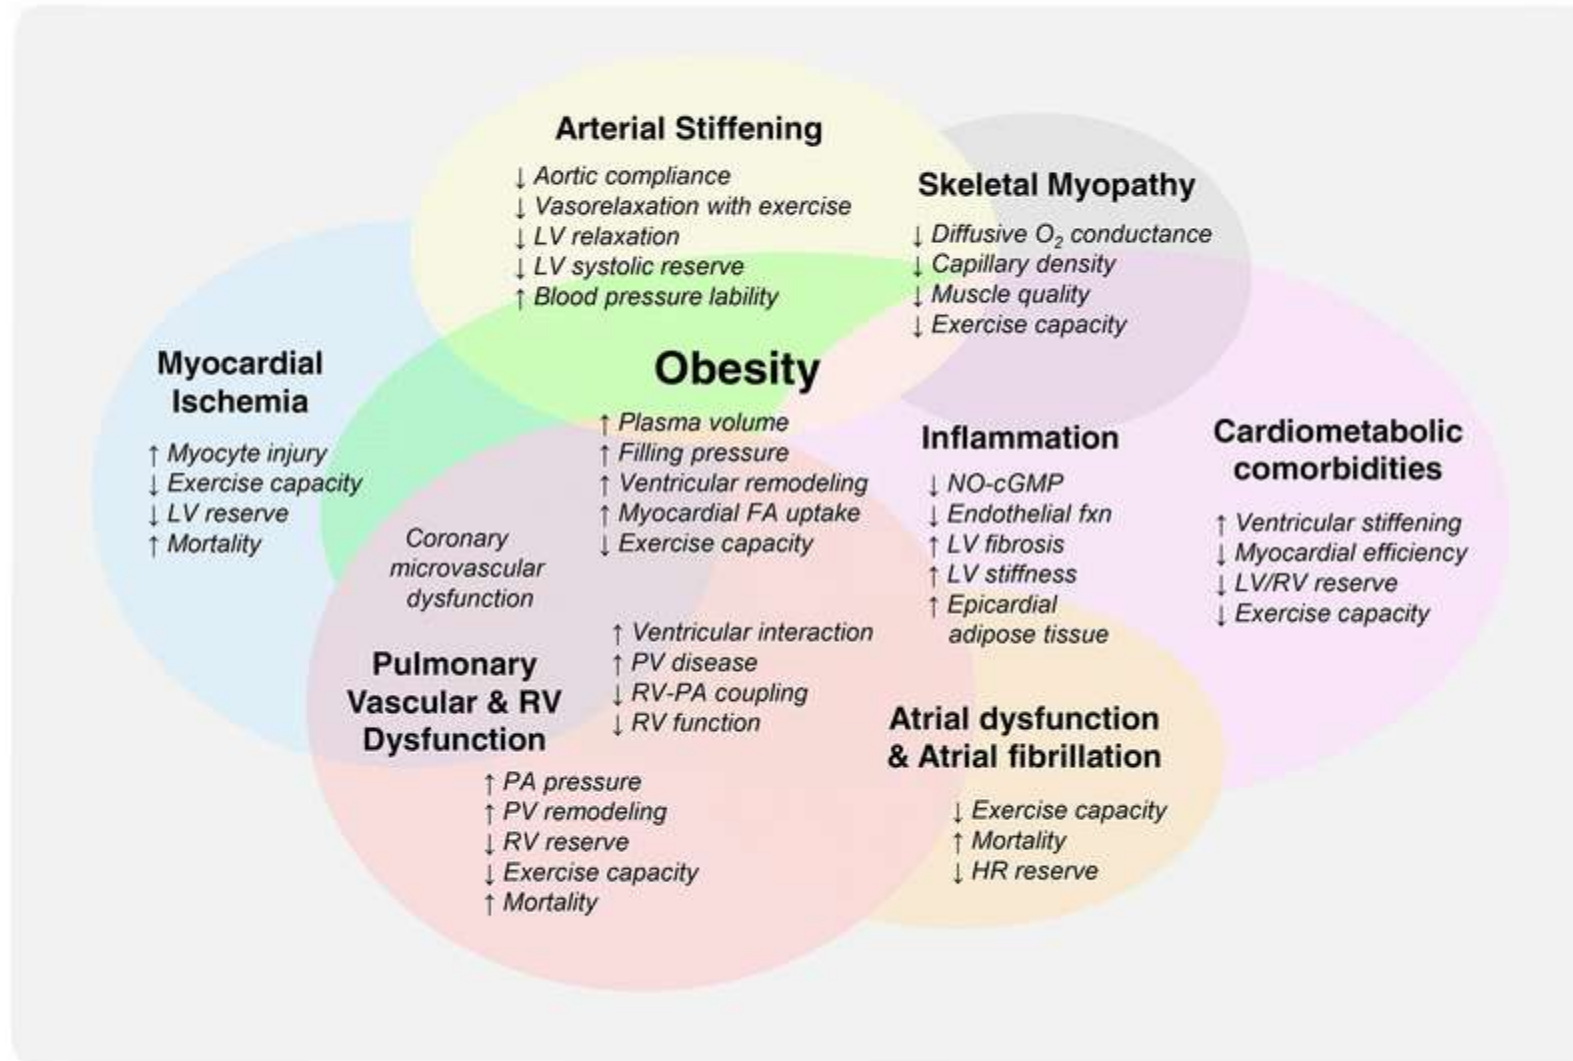 Arterial Stiffening
↓ Aortic compliance
↓ Vasorelaxation with exercise
↓ LV relaxation
↓ LV systolic reserve
↑ Blood pressure lability
Skeletal Myopathy
↓ Diffusive O₂ conductance
↓ Capillary density
↓ Muscle quality
↓ Exercise capacity
Myocardial
Ischemia
↑ Myocyte injury
↓ Exercise capacity
↓ LV reserve
↑ Mortality
Obesity
↑ Plasma volume
↑ Filling pressure
↑ Ventricular remodeling
↑ Myocardial FA uptake
↓ Exercise capacity
Inflammation
↓ NO-cGMP
↓ Endothelial fxn
↑ LV fibrosis
↑ LV stiffness
↑ Epicardial
adipose tissue
Cardiometabolic
comorbidities
↑ Ventricular stiffening
↓ Myocardial efficiency
↓ LV/RV reserve
↓ Exercise capacity
Coronary
microvascular
dysfunction
↑ Ventricular interaction
↑ PV disease
↓ RV-PA coupling
↓ RV function
Pulmonary
Vascular & RV
Dysfunction
↑ PA pressure
↑ PV remodeling
↓ RV reserve
↓ Exercise capacity
↑ Mortality
Atrial dysfunction
& Atrial fibrillation
↓ Exercise capacity
↑ Mortality
↓ HR reserve